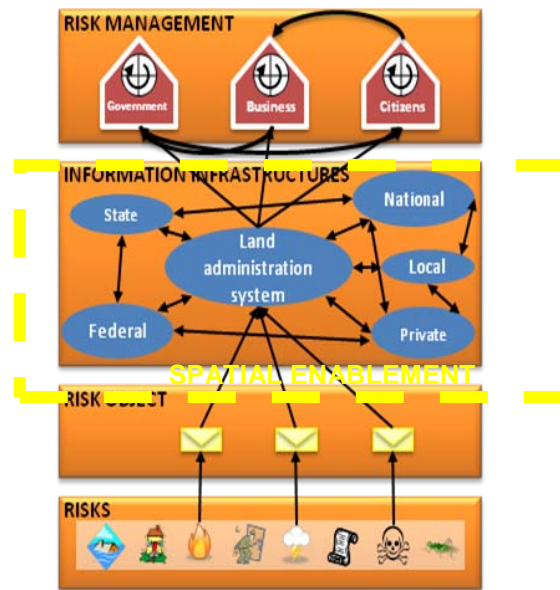 RISK MANAGEMENT
Government
Business
Citizens
INFORMATION INFRASTRUCTURES
State
National
Land
administration
system
Local
Federal
Private
SPATIAL ENABLEMENT
RISK OBJECT
RISKS